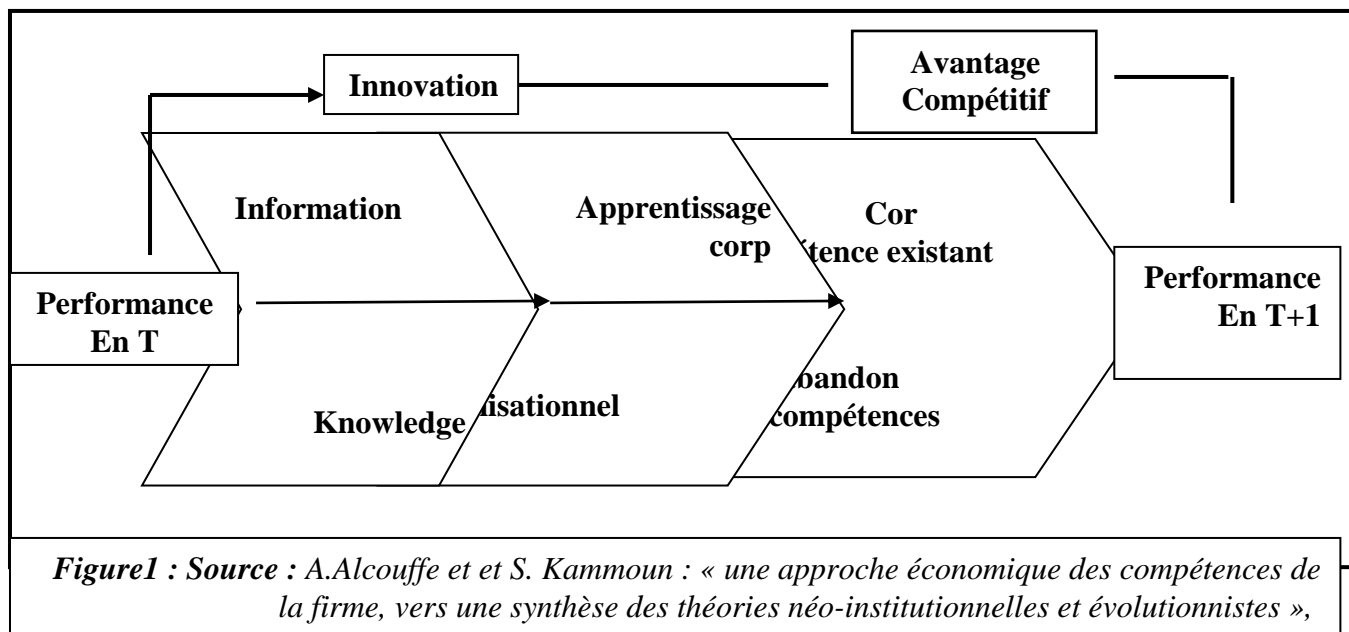 Innovation
Avantage
Compétitif
Information
Apprentissage
corp
Cor
tence existant
Performance
En T
Performance
En T+1
Knowledge
isationnel
bandon
compétences
Figure1 : Source : A.Alcouffe et et S. Kammoun : « une approche économique des compétences de
la firme, vers une synthèse des théories néo-institutionnelles et évolutionnistes »,